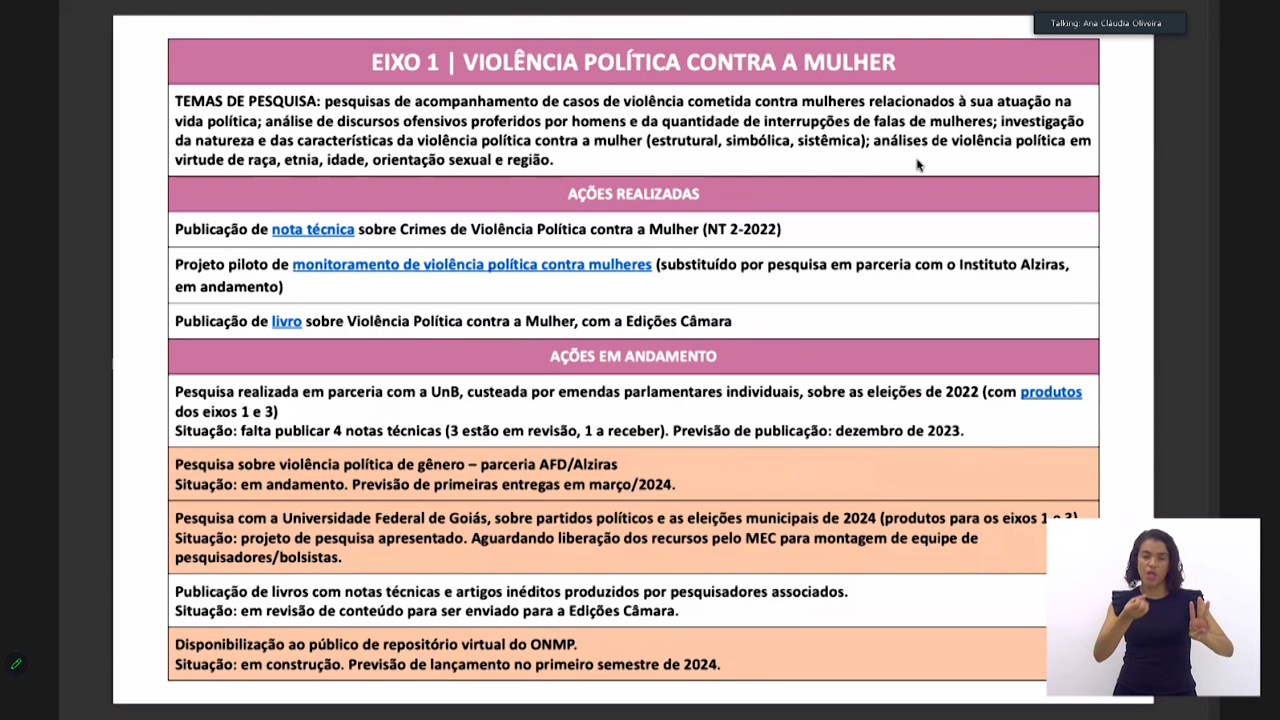 Talking: Ana Cláudia Oliveira
EIXO 1 | VIOLÊNCIA POLÍTICA CONTRA A MULHER
TEMAS DE PESQUISA: pesquisas de acompanhamento de casos de violência cometida contra mulheres relacionados à sua atuação na
vida política; análise de discursos ofensivos proferidos por homens e da quantidade de interrupções de falas de mulheres; investigação
da natureza e das características da violência política contra a mulher (estrutural, simbólica, sistêmica); análises de violência política em
virtude de raça, etnia, idade, orientação sexual e região.
AÇÕES REALIZADAS
Publicação de nota técnica sobre Crimes de Violência Política contra a Mulher (NT 2-2022)
Projeto piloto de monitoramento de violência política contra mulheres (substituído por pesquisa em parceria com o Instituto Alziras,
em andamento)
Publicação de livro sobre Violência Política contra a Mulher, com a Edições Câmara
AÇÕES EM ANDAMENTO
Pesquisa realizada em parceria com a UnB, custeada por emendas parlamentares individuais, sobre as eleições de 2022 (com produtos
dos eixos 1 e 3)
Situação: falta publicar 4 notas técnicas (3 estão em revisão, 1 a receber). Previsão de publicação: dezembro de 2023.
Pesquisa sobre violência política de gênero – parceria AFD/Alziras
Situação: em andamento. Previsão de primeiras entregas em março/2024.
Pesquisa com a Universidade Federal de Goiás, sobre partidos políticos e as eleições municipais de 2024 (produtos para os eixos 1 e 3)
Situação: projeto de pesquisa apresentado. Aguardando liberação dos recursos pelo MEC para montagem de equipe de
pesquisadores/bolsistas.
Publicação de livros com notas técnicas e artigos inéditos produzidos por pesquisadores associados.
Situação: em revisão de conteúdo para ser enviado para a Edições Câmara.
Disponibilização ao público de repositório virtual do ONMP.
Situação: em construção. Previsão de lançamento no primeiro semestre de 2024.